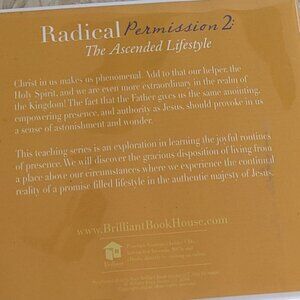 Radical Permission 2:
The Ascended Lifestyle
Christ in us makes us phenomenal. Add to that our helper, the
Holy Spirit, and we are even more extraordinary in the realm of
the Kingdom! The fact that the Father gives us the same anointing,
empowering presence, and authority as Jesus, should provoke in us
a sense of astonishment and wonder.
This teaching series is an exploration in learning the joyful routines
of presence. We will discover the gracious disposition of living from
a place above our circumstances where we experience the continual
reality of a promise filled lifestyle in the authentic majesty of Jesus.
www.BrilliantBookHouse.com